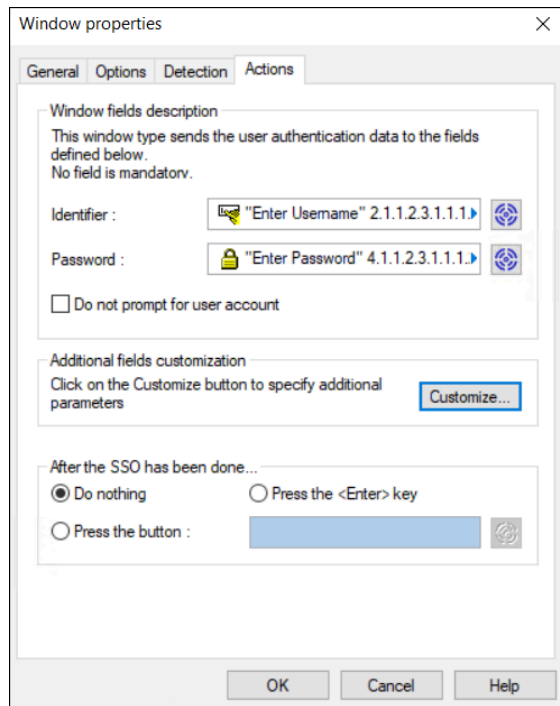 Window properties
General Options Detection Actions
Window fields description
This window type sends the user authentication data to the fields
defined below.
No field is mandatory.
Identifier : "Enter Username" 2.1.1.2.3.1.1.1.
Password : "Enter Password" 4.1.1.2.3.1.1.1..
Do not prompt for user account
Additional fields customization
Click on the Customize button to specify additional
parameters
Customize...
After the SSO has been done...
Do nothing Press the <Enter> key
Press the button :
OK Cancel Help